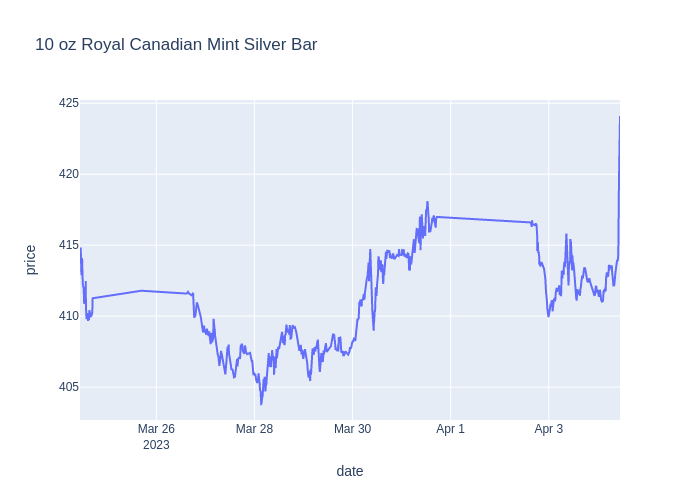 10 oz Royal Canadian Mint Silver Bar
425
420
415
410
405
price
Mar 26
2023
Mar 28
Mar 30
Apr 1
Apr 3
date